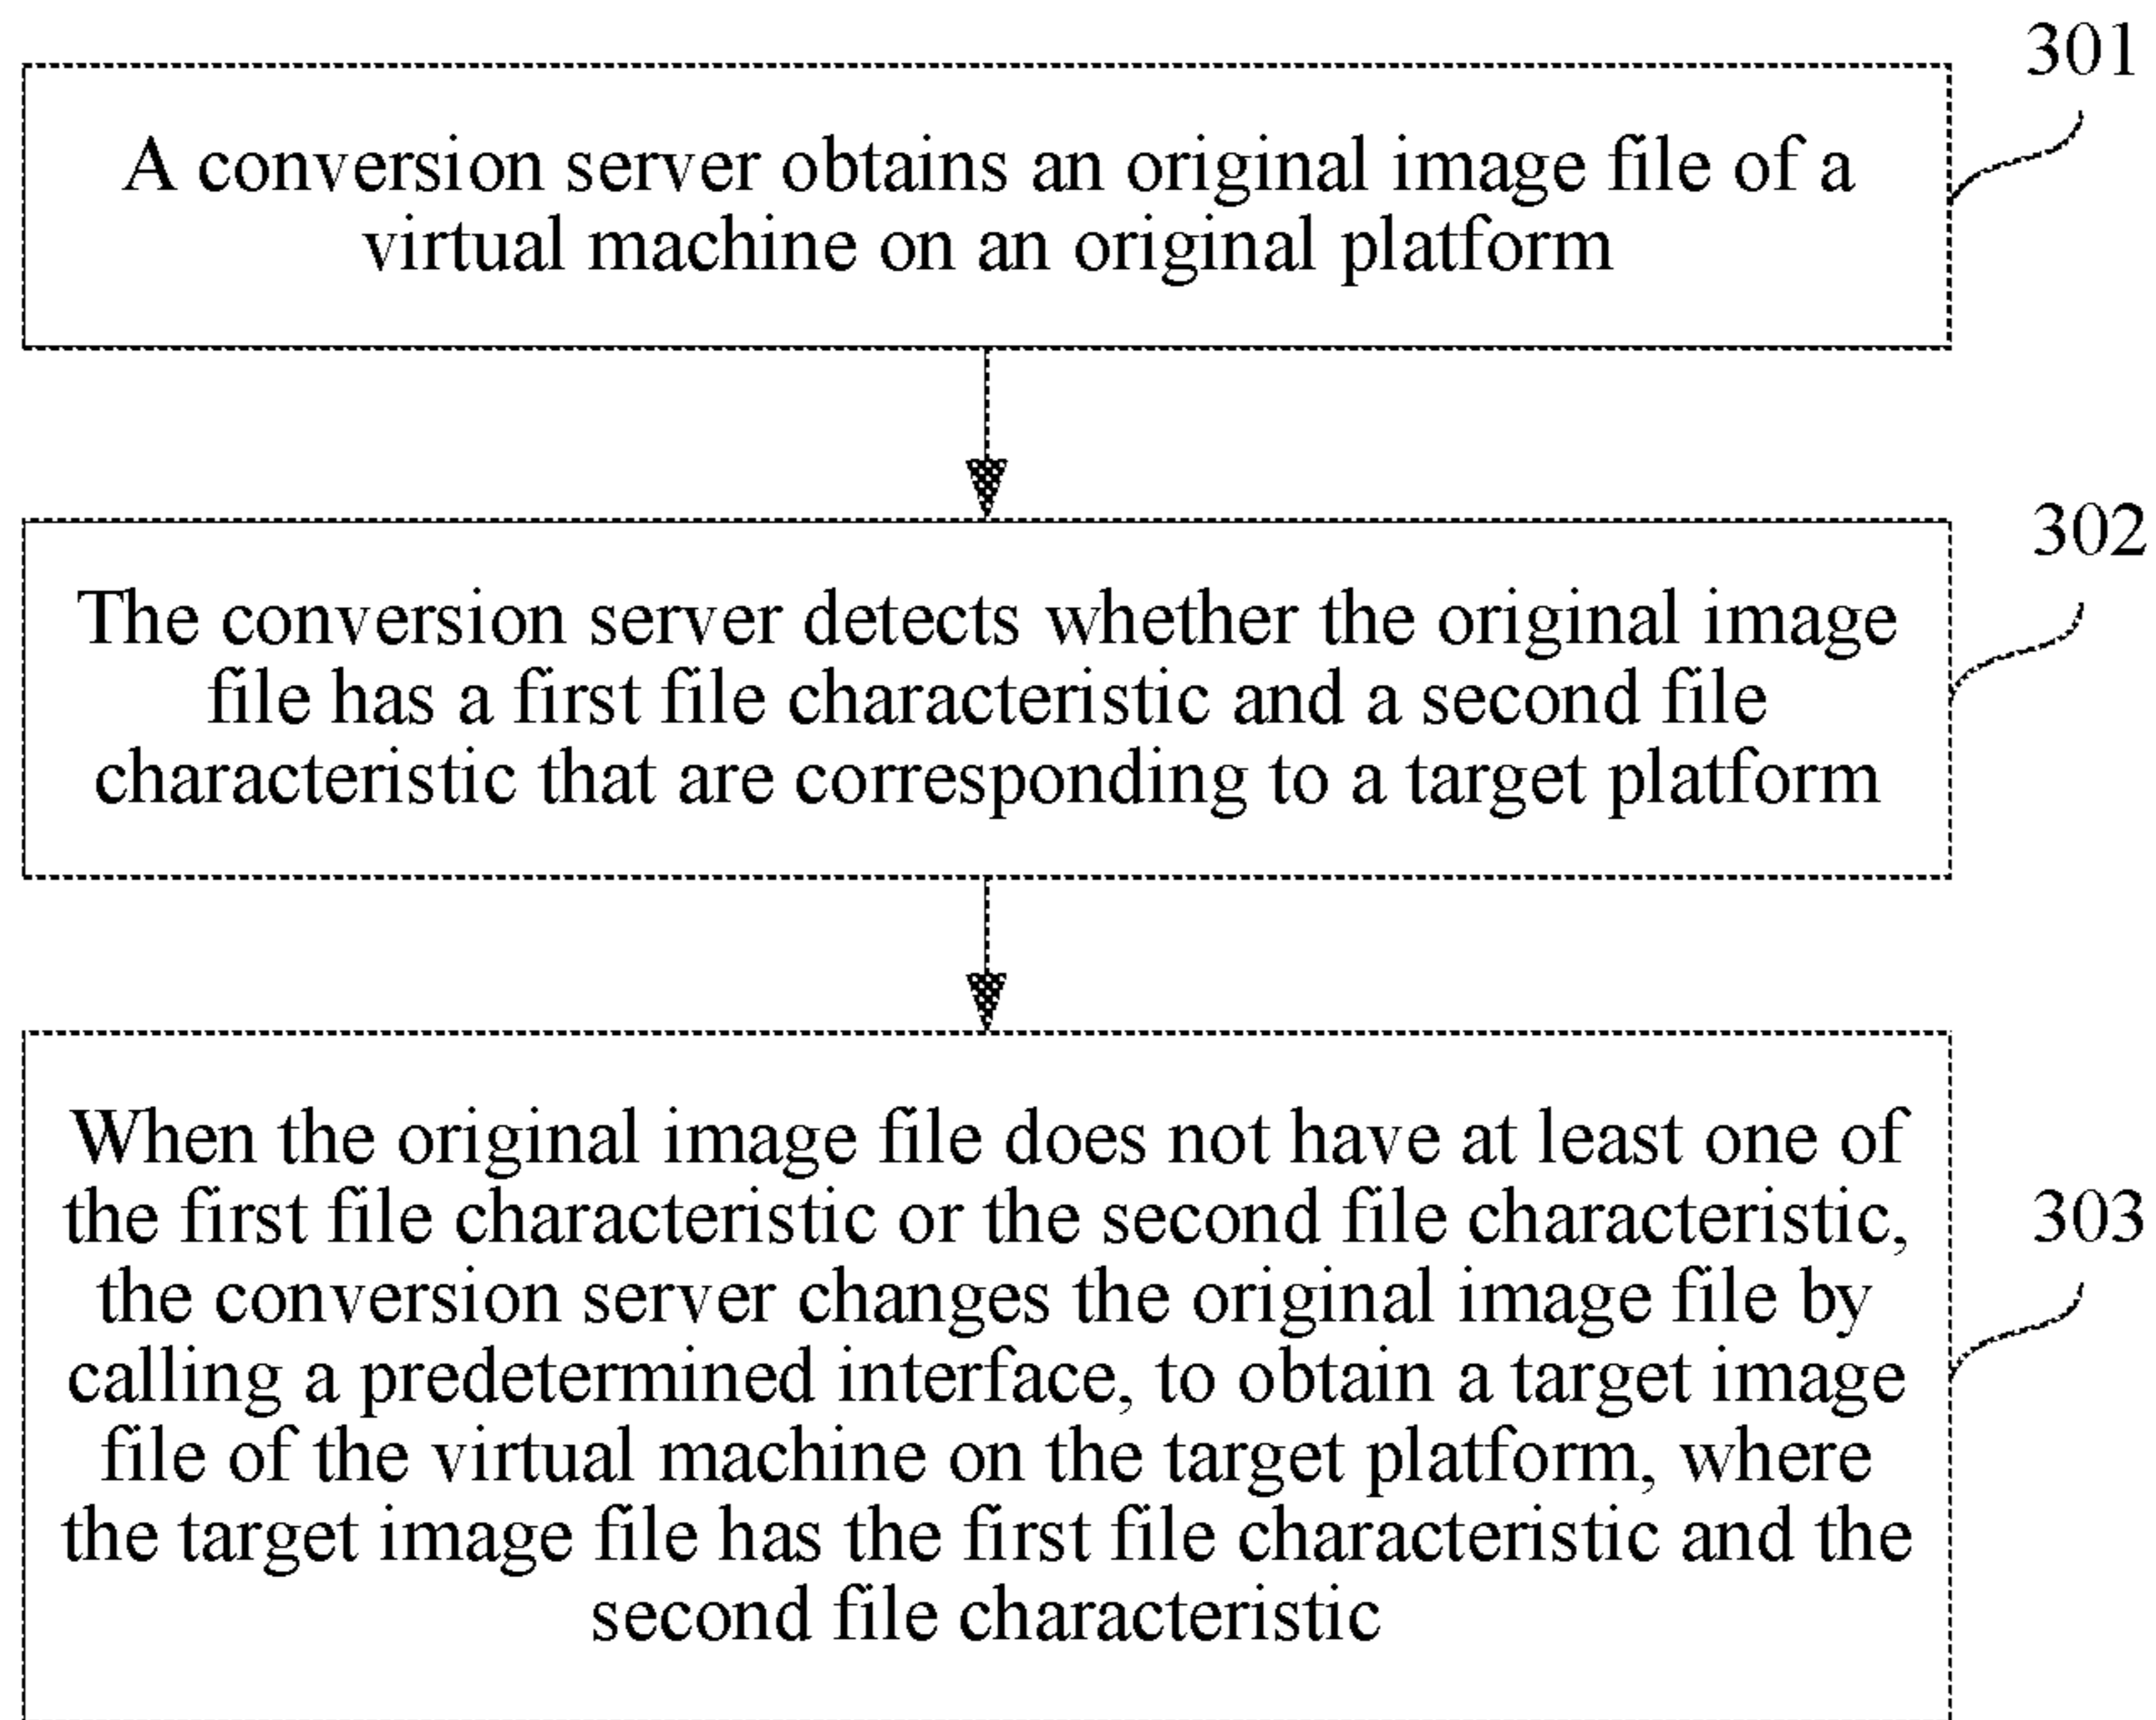 301
A conversion server obtains an original image file of a
virtual machine on an original platform
302
The conversion server detects whether the original image
file has a first file characteristic and a second file
characteristic that are corresponding to a target platform
When the original image file does not have at least one of
the first file characteristic or the second file characteristic,
303
the conversion server changes the original image file by
calling a predetermined interface, to obtain a target image
file of the virtual machine on the target platform, where
the target image file has the first file characteristic and the
second file characteristic